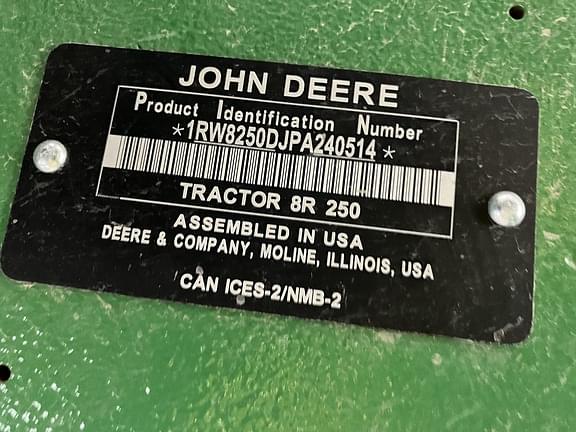 JOHN DEERE
Product Identification Number
*1RW8250DJPA240514*
TRACTOR 8R 250
ASSEMBLED IN USA
DEERE & COMPANY, MOLINE, ILLINOIS, USA
CAN ICES-2/NMB-2